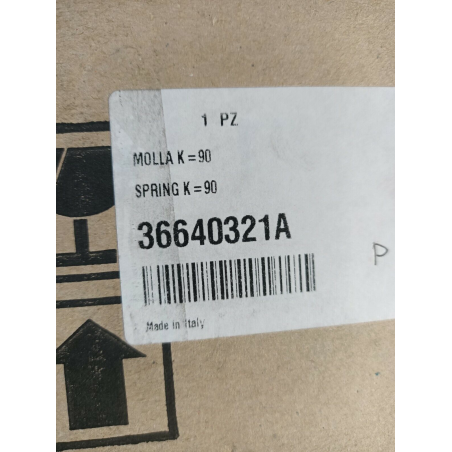 1 PZ
MOLLA K=90
SPRING K=90
36640321A
P
Made in Italy